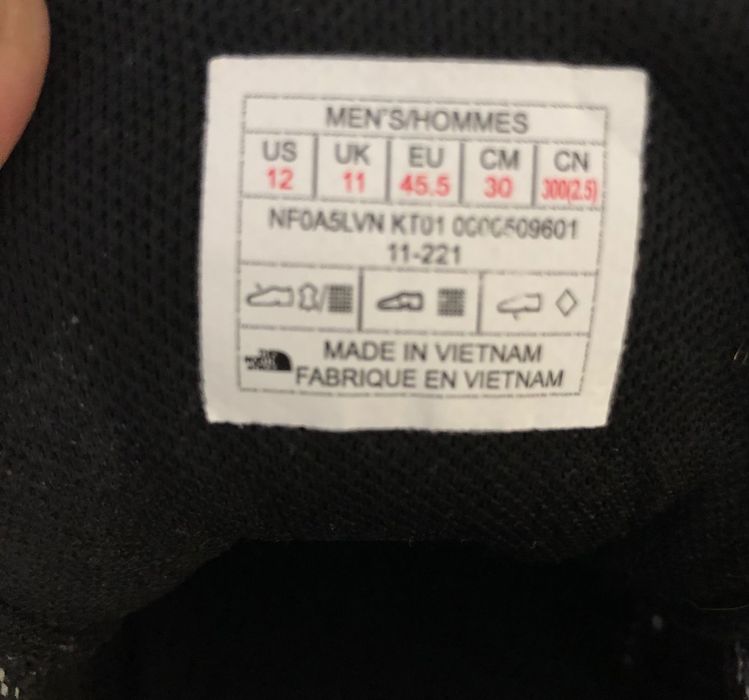 MEN'S/HOMMES
US UK EU CM CN
12 11 45.5 30 300(2.5)
NF0A5LVN KT01 0000509601
11-221
MADE IN VIETNAM
FABRIQUE EN VIETNAM